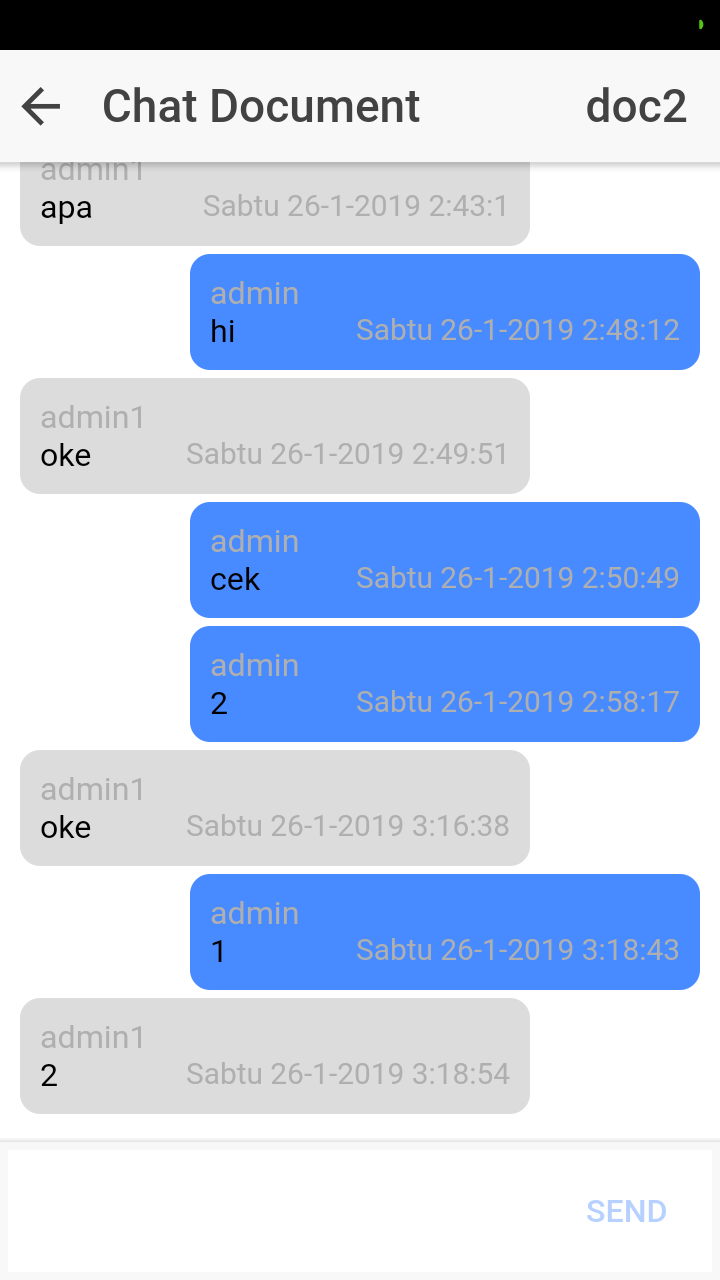 Chat Document doc2
admin1
apa Sabtu 26-1-2019 2:43:1
admin
hi Sabtu 26-1-2019 2:48:12
admin1
oke Sabtu 26-1-2019 2:49:51
admin
cek Sabtu 26-1-2019 2:50:49
admin
2 Sabtu 26-1-2019 2:58:17
admin1
oke Sabtu 26-1-2019 3:16:38
admin
1 Sabtu 26-1-2019 3:18:43
admin1
2 Sabtu 26-1-2019 3:18:54
SEND